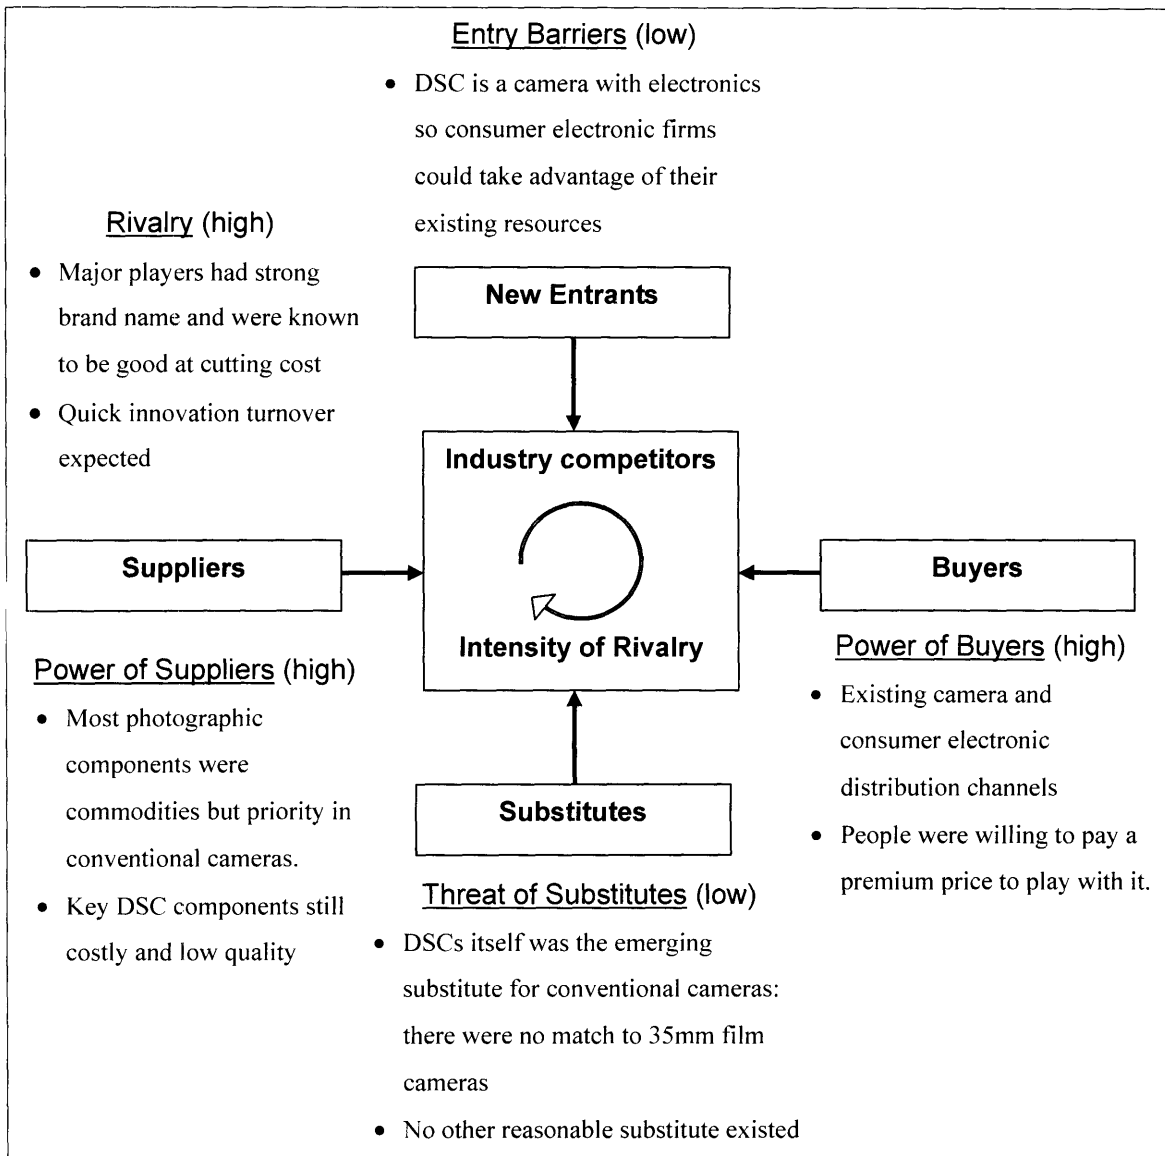 Entry Barriers (low)
• DSC is a camera with electronics
so consumer electronic firms
could take advantage of their
existing resources
Rivalry (high)
• Major players had strong
brand name and were known
to be good at cutting cost
• Quick innovation turnover
expected
New Entrants
Industry competitors
Intensity of Rivalry
Suppliers
Buyers
Power of Suppliers (high)
• Most photographic
components were
commodities but priority in
conventional cameras.
• Key DSC components still
costly and low quality
Power of Buyers (high)
• Existing camera and
consumer electronic
distribution channels
• People were willing to pay a
premium price to play with it.
Substitutes
Threat of Substitutes (low)
• DSCs itself was the emerging
substitute for conventional cameras:
there were no match to 35mm film
cameras
• No other reasonable substitute existed